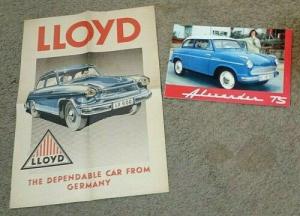 LLOYD
LLOYD
THE DEPENDABLE CAR FROM
GERMANY
Alexander TS